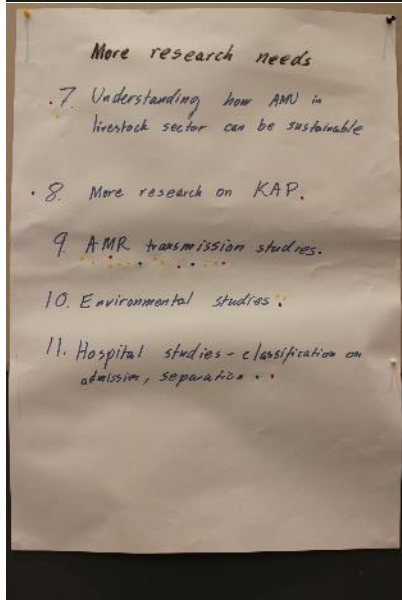 More research needs
7. Understanding how AMU in
livestock sector can be sustainable
8. More research on KAP.
9. AMR transmission studies.
10. Environmental studies.
11. Hospital studies - classification on
admission, separation